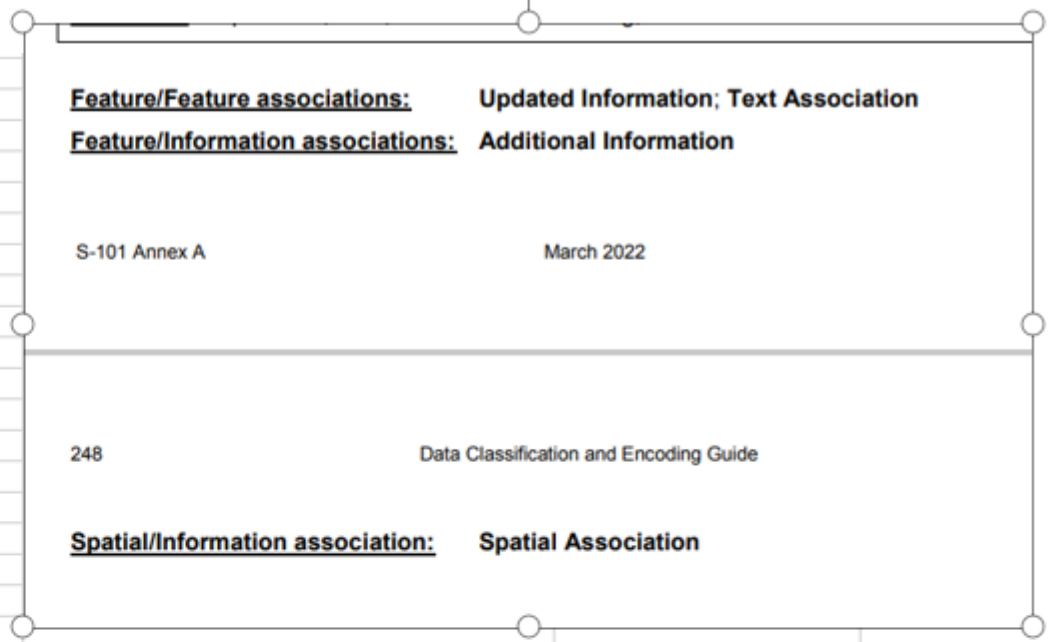 Feature/Feature associations: Updated Information; Text Association
Feature/Information associations: Additional Information
S-101 Annex A March 2022
248 Data Classification and Encoding Guide
Spatial/Information association: Spatial Association